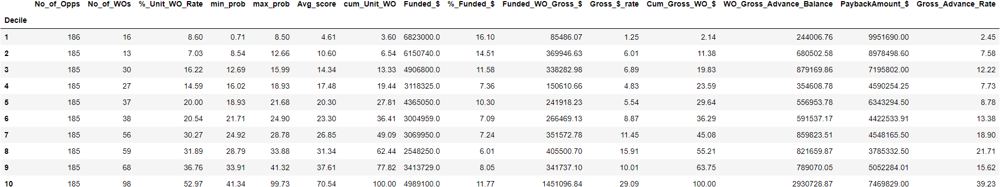 No_of_Opps No_of_WOs %_Unit_WO_Rate min_prob max_prob Avg_score cum_Unit_WO Funded_$ %_Funded_$ Funded_WO_Gross_$ Gross_$_rate Cum_Gross_WO_$ WO_Gross_Advance_Balance PaybackAmount_$ Gross_Advance_Rate
Decile
1 186 16 8.60 0.71 8.50 4.61 3.60 6823000.0 16.10 85486.07 1.25 2.14 244006.76 9951690.00 2.45
2 185 13 7.03 8.54 12.66 10.60 6.54 6150740.0 14.51 369946.63 6.01 11.38 680502.58 8978498.60 7.58
3 185 30 16.22 12.69 15.99 14.34 13.33 4906800.0 11.58 338282.98 6.89 19.83 879169.86 7195802.00 12.22
4 185 27 14.59 16.02 18.93 17.48 19.44 3118325.0 7.36 150610.66 4.83 23.59 354608.78 4590254.25 7.73
5 185 37 20.00 18.93 21.68 20.30 27.81 4365050.0 10.30 241918.23 5.54 29.64 556953.78 6343294.50 8.78
6 185 38 20.54 21.71 24.90 23.30 36.41 3004959.0 7.09 266469.13 8.87 36.29 591537.17 4422533.91 13.38
7 185 56 30.27 24.92 28.78 26.85 49.09 3069950.0 7.24 351572.78 11.45 45.08 859823.51 4548165.50 18.90
8 185 59 31.89 28.79 33.88 31.34 62.44 2548250.0 6.01 405500.70 15.91 55.21 821659.87 3785332.50 21.71
9 185 68 36.76 33.91 41.32 37.61 77.82 3413729.0 8.05 341737.10 10.01 63.75 789070.05 5052284.01 15.62
10 185 98 52.97 41.34 99.73 70.54 100.00 4989100.0 11.77 1451096.84 29.09 100.00 2930728.87 7469829.00 39.23